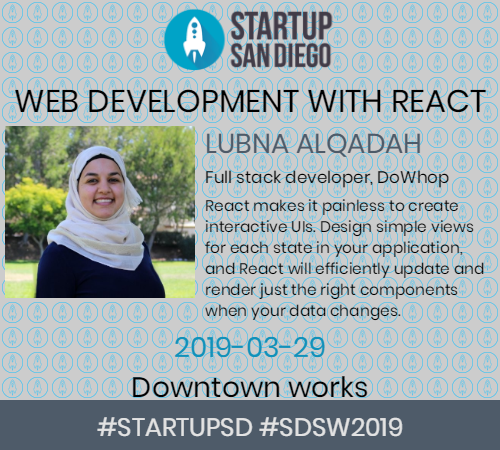 STARTUP
SAN DIEGO
WEB DEVELOPMENT WITH REACT
LUBNA ALQADAH
Full stack developer, DoWhop
React makes it painless to create
interactive UIs. Design simple views
for each state in your application,
and React will efficiently update and
render just the right components
when your data changes.
2019-03-29
Downtown works
#STARTUPSD #SDSW2019